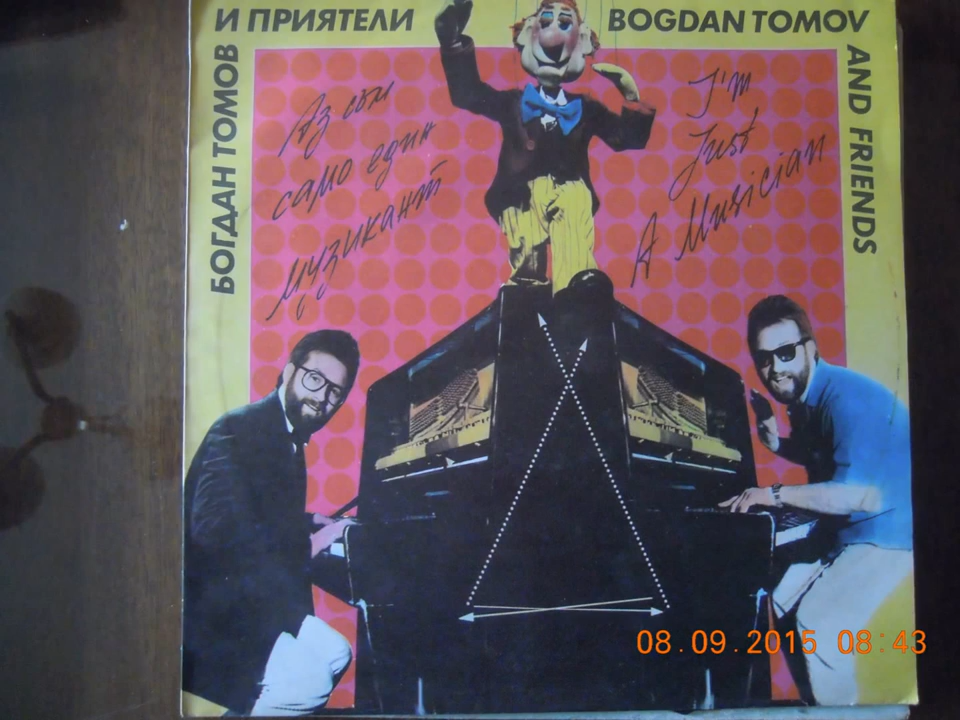 БОГДАН ТОМОВ
И ПРИЯТЕЛИ
BOGDAN TOMOV
AND FRIENDS
Аз съм
само един
музикант
I'm
Just
A Musician
08.09.2015 08:43